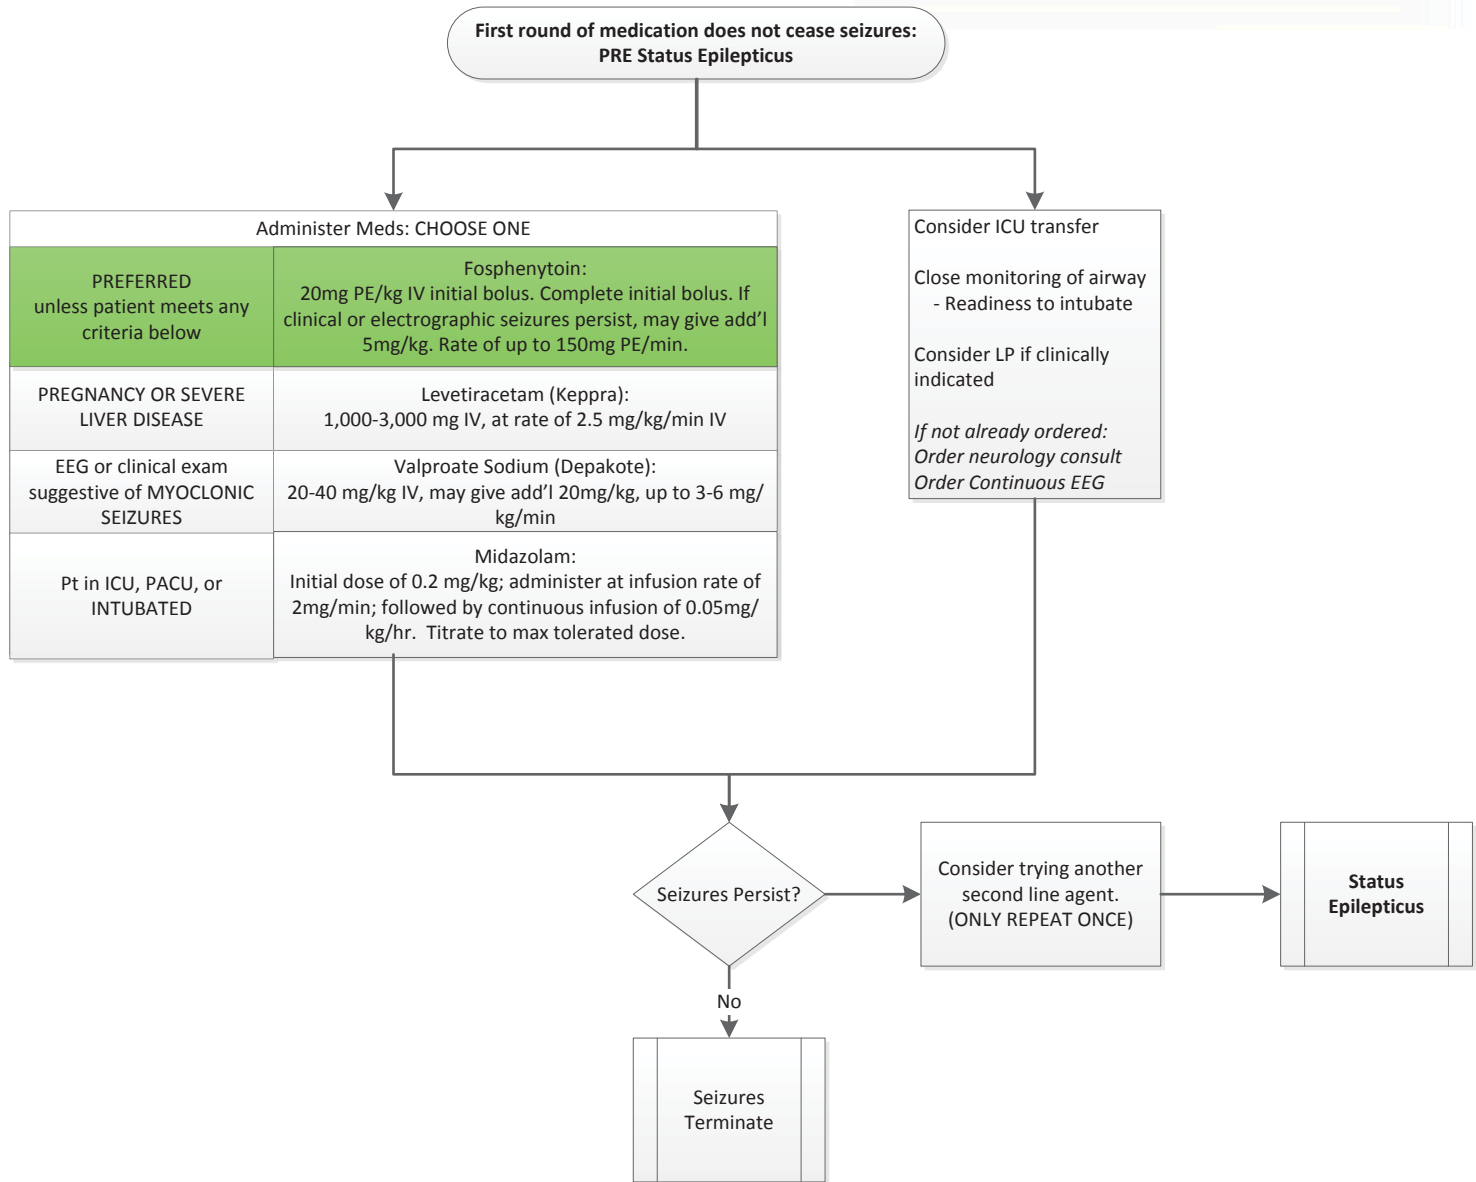 First round of medication does not cease seizures:
PRE Status Epilepticus
Administer Meds: CHOOSE ONE
PREFERRED
unless patient meets any
criteria below
Fosphenytoin:
20mg PE/kg IV initial bolus. Complete initial bolus. If
clinical or electrographic seizures persist, may give add’l
5mg/kg. Rate of up to 150mg PE/min.
PREGNANCY OR SEVERE
LIVER DISEASE
Levetiracetam (Keppra):
1,000-3,000 mg IV, at rate of 2.5 mg/kg/min IV
EEG or clinical exam
suggestive of MYOCLONIC
SEIZURES
Valproate Sodium (Depakote):
20-40 mg/kg IV, may give add’l 20mg/kg, up to 3-6 mg/
kg/min
Pt in ICU, PACU, or
INTUBATED
Midazolam:
Initial dose of 0.2 mg/kg; administer at infusion rate of
2mg/min; followed by continuous infusion of 0.05mg/
kg/hr. Titrate to max tolerated dose.
Consider ICU transfer
Close monitoring of airway
- Readiness to intubate
Consider LP if clinically
indicated
If not already ordered:
Order neurology consult
Order Continuous EEG
Seizures Persist?
Consider trying another
second line agent.
(ONLY REPEAT ONCE)
Status
Epilepticus
No
Seizures
Terminate